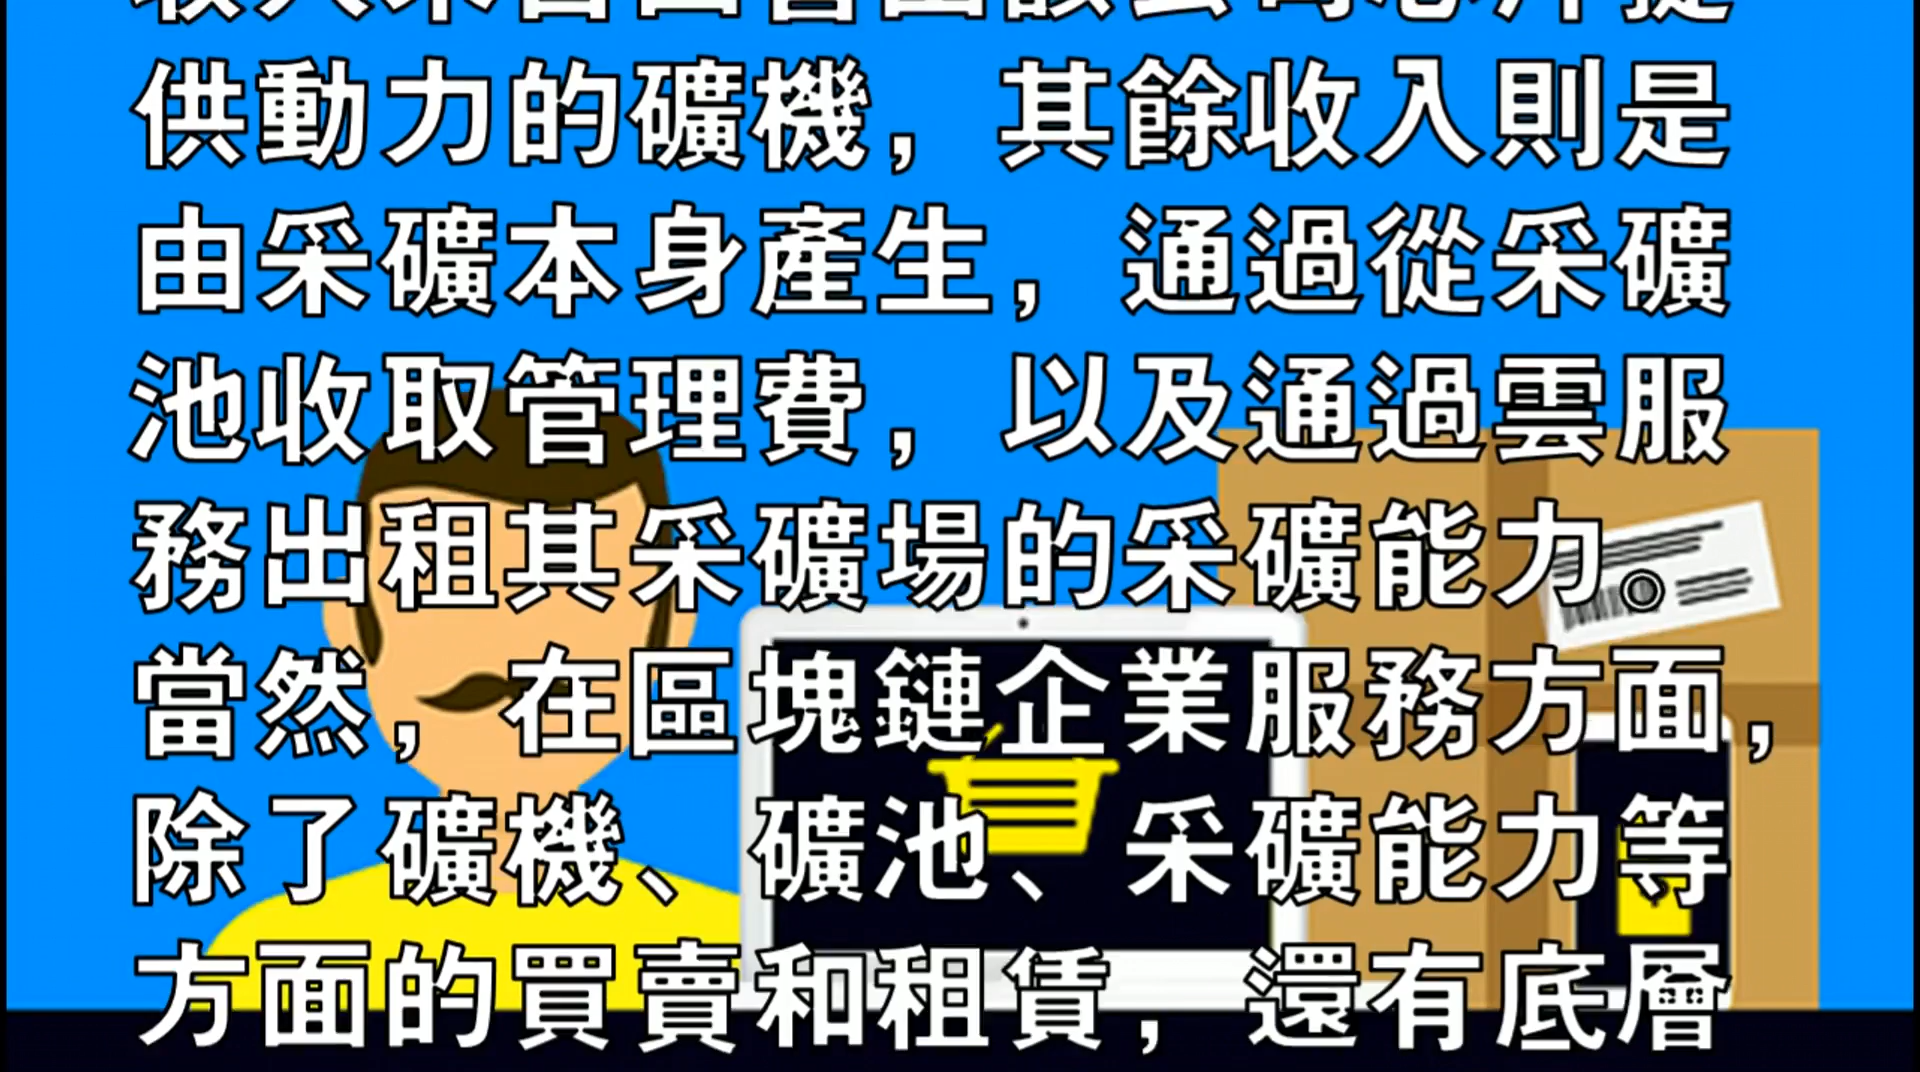 供動力的礦機，其餘收入則是
由采礦本身產生，通過從采礦
池收取管理費，以及通過雲服
務出租其采礦場的采礦能力
當然，在區塊鏈企業服務方面，
除了礦機、礦池、采礦能力等
方面的買賣和租賃，還有底層